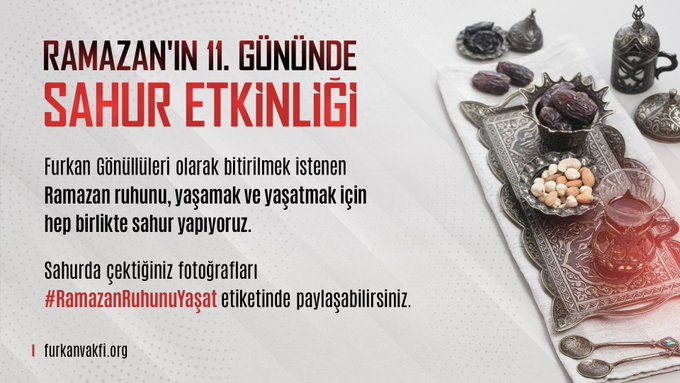 RAMAZAN'IN 11. GÜNÜNDE
SAHUR ETKİNLİĞİ
Furkan Gönüllüleri olarak bitirilmek istenen
Ramazan ruhunu, yaşamak ve yaşatmak için
hep birlikte sahur yapıyoruz.
Sahurda çektiğiniz fotoğrafları
#RamazanRuhunuYaşat etiketinde paylaşabilirsiniz.
furkanvakfi.org